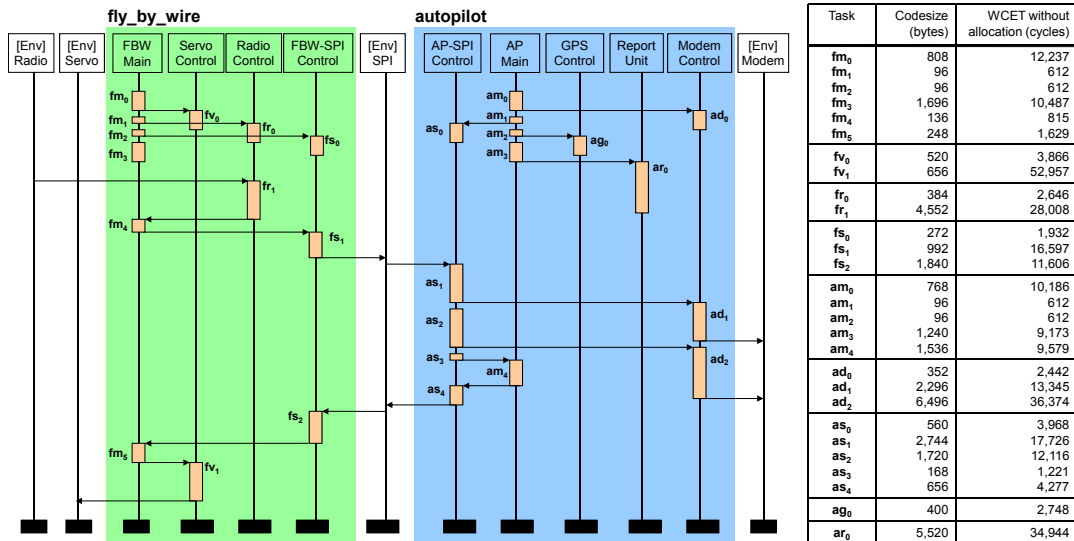 fly_by_wire
autopilot
[Env] Radio
[Env] Servo
FBW Main
Servo Control
Radio Control
FBW-SPI Control
[Env] SPI
AP-SPI Control
AP Main
GPS Control
Report Unit
Modem Control
[Env] Modem
fm0
fv0
fm1
fr0
fm2
fs0
fm3
fr1
fm4
fs1
fs2
fm5
fv1
am0
ad0
am1
as0
am2
ag0
am3
ar0
as1
ad1
as2
as3
ad2
am4
as4
Task Codesize (bytes) WCET without allocation (cycles)
fm0 808 12,237
fm1 96 612
fm2 96 612
fm3 1,696 10,487
fm4 136 815
fm5 248 1,629
fv0 520 3,866
fv1 656 52,957
fr0 384 2,646
fr1 4,552 28,008
fs0 272 1,932
fs1 992 16,597
fs2 1,840 11,606
am0 768 10,186
am1 96 612
am2 96 612
am3 1,240 9,173
am4 1,536 9,579
ad0 352 2,442
ad1 2,296 13,345
ad2 6,496 36,374
as0 560 3,968
as1 2,744 17,726
as2 1,720 12,116
as3 168 1,221
as4 656 4,277
ag0 400 2,748
ar0 5,520 34,944